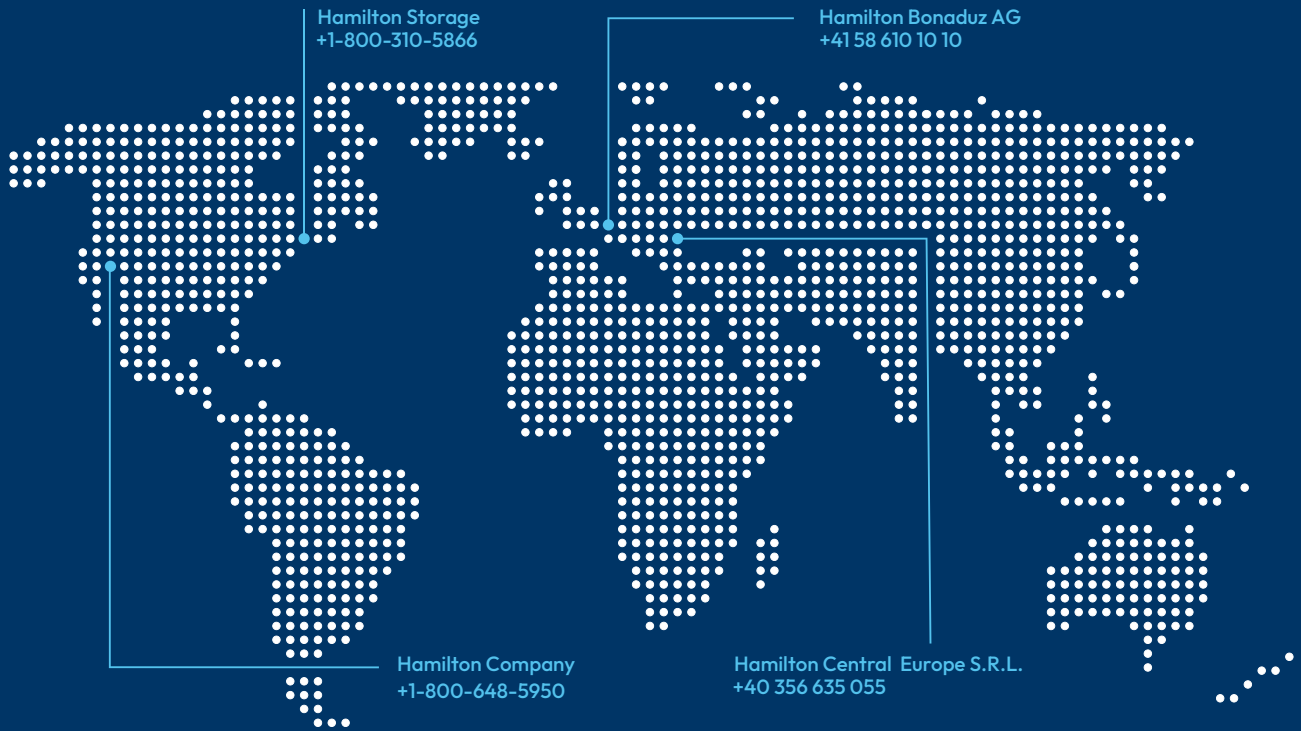 Hamilton Storage
+1-800-310-5866
Hamilton Bonaduz AG
+41 58 610 10 10
Hamilton Company
+1-800-648-5950
Hamilton Central Europe S.R.L.
+40 356 635 055